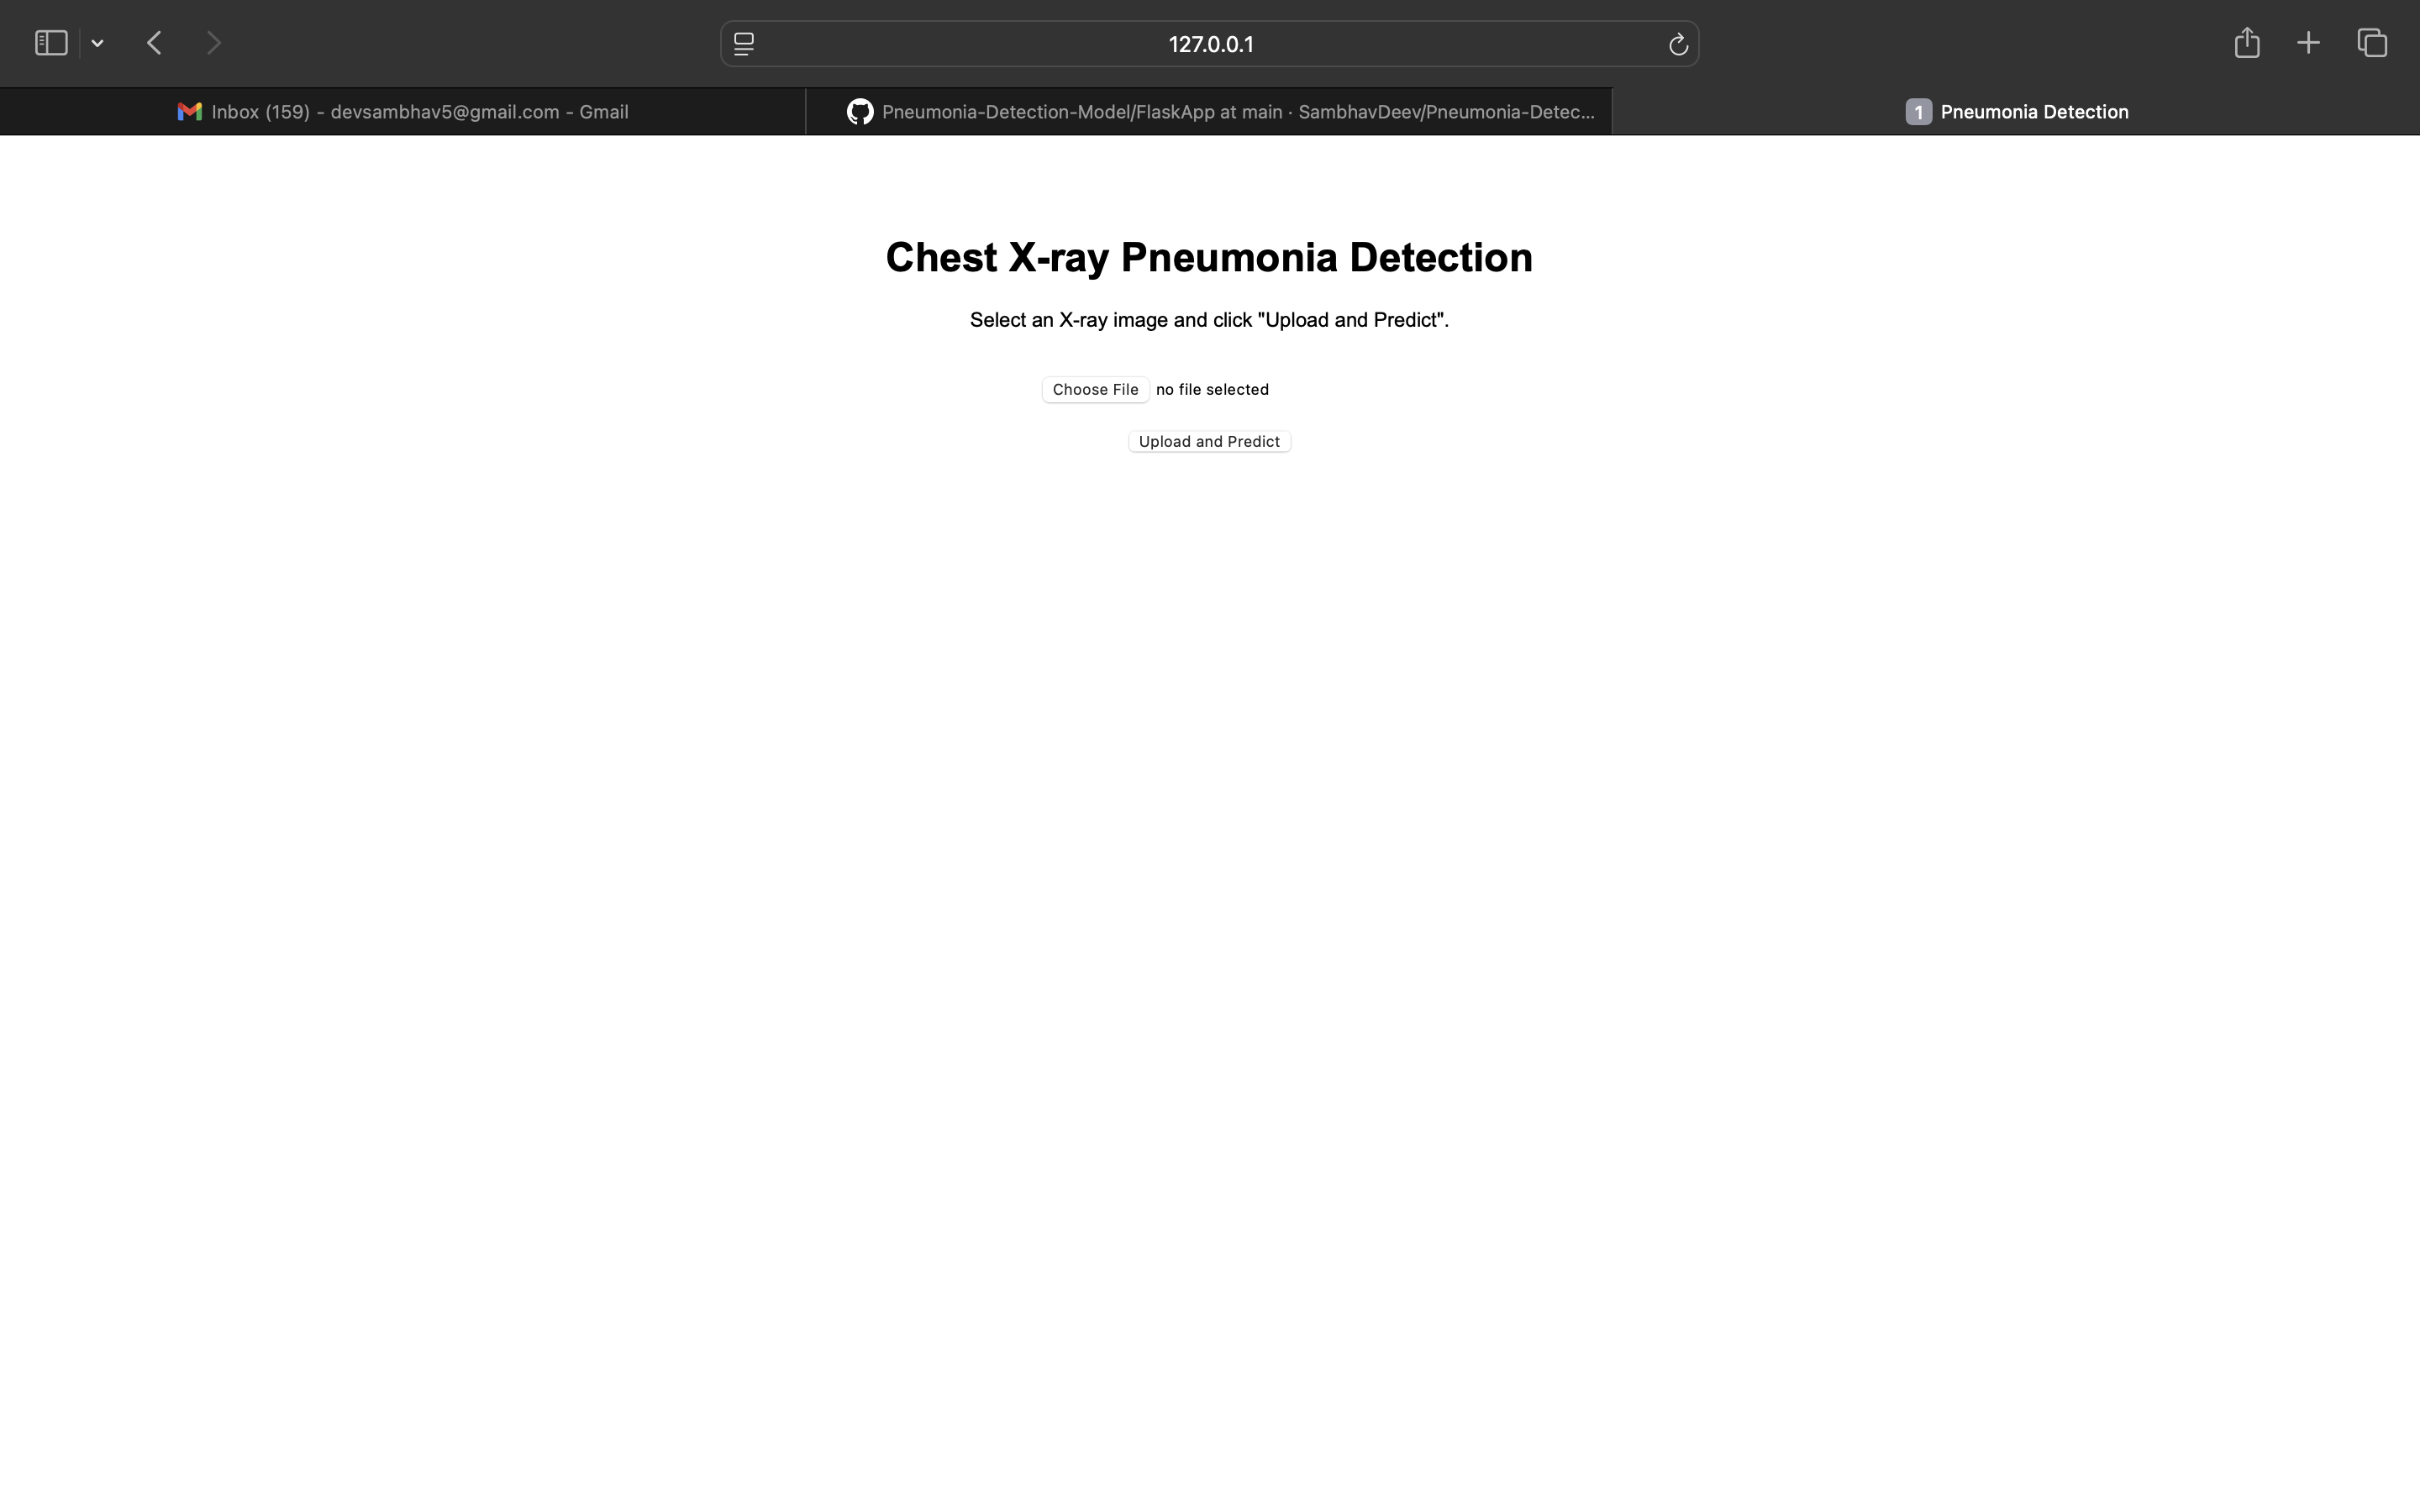 127.0.0.1
Inbox (159) - devsambhav5@gmail.com - Gmail
Pneumonia-Detection-Model/FlaskApp at main · SambhavDeev/Pneumonia-Detec...
1 Pneumonia Detection
Chest X-ray Pneumonia Detection
Select an X-ray image and click "Upload and Predict".
Choose File no file selected
Upload and Predict